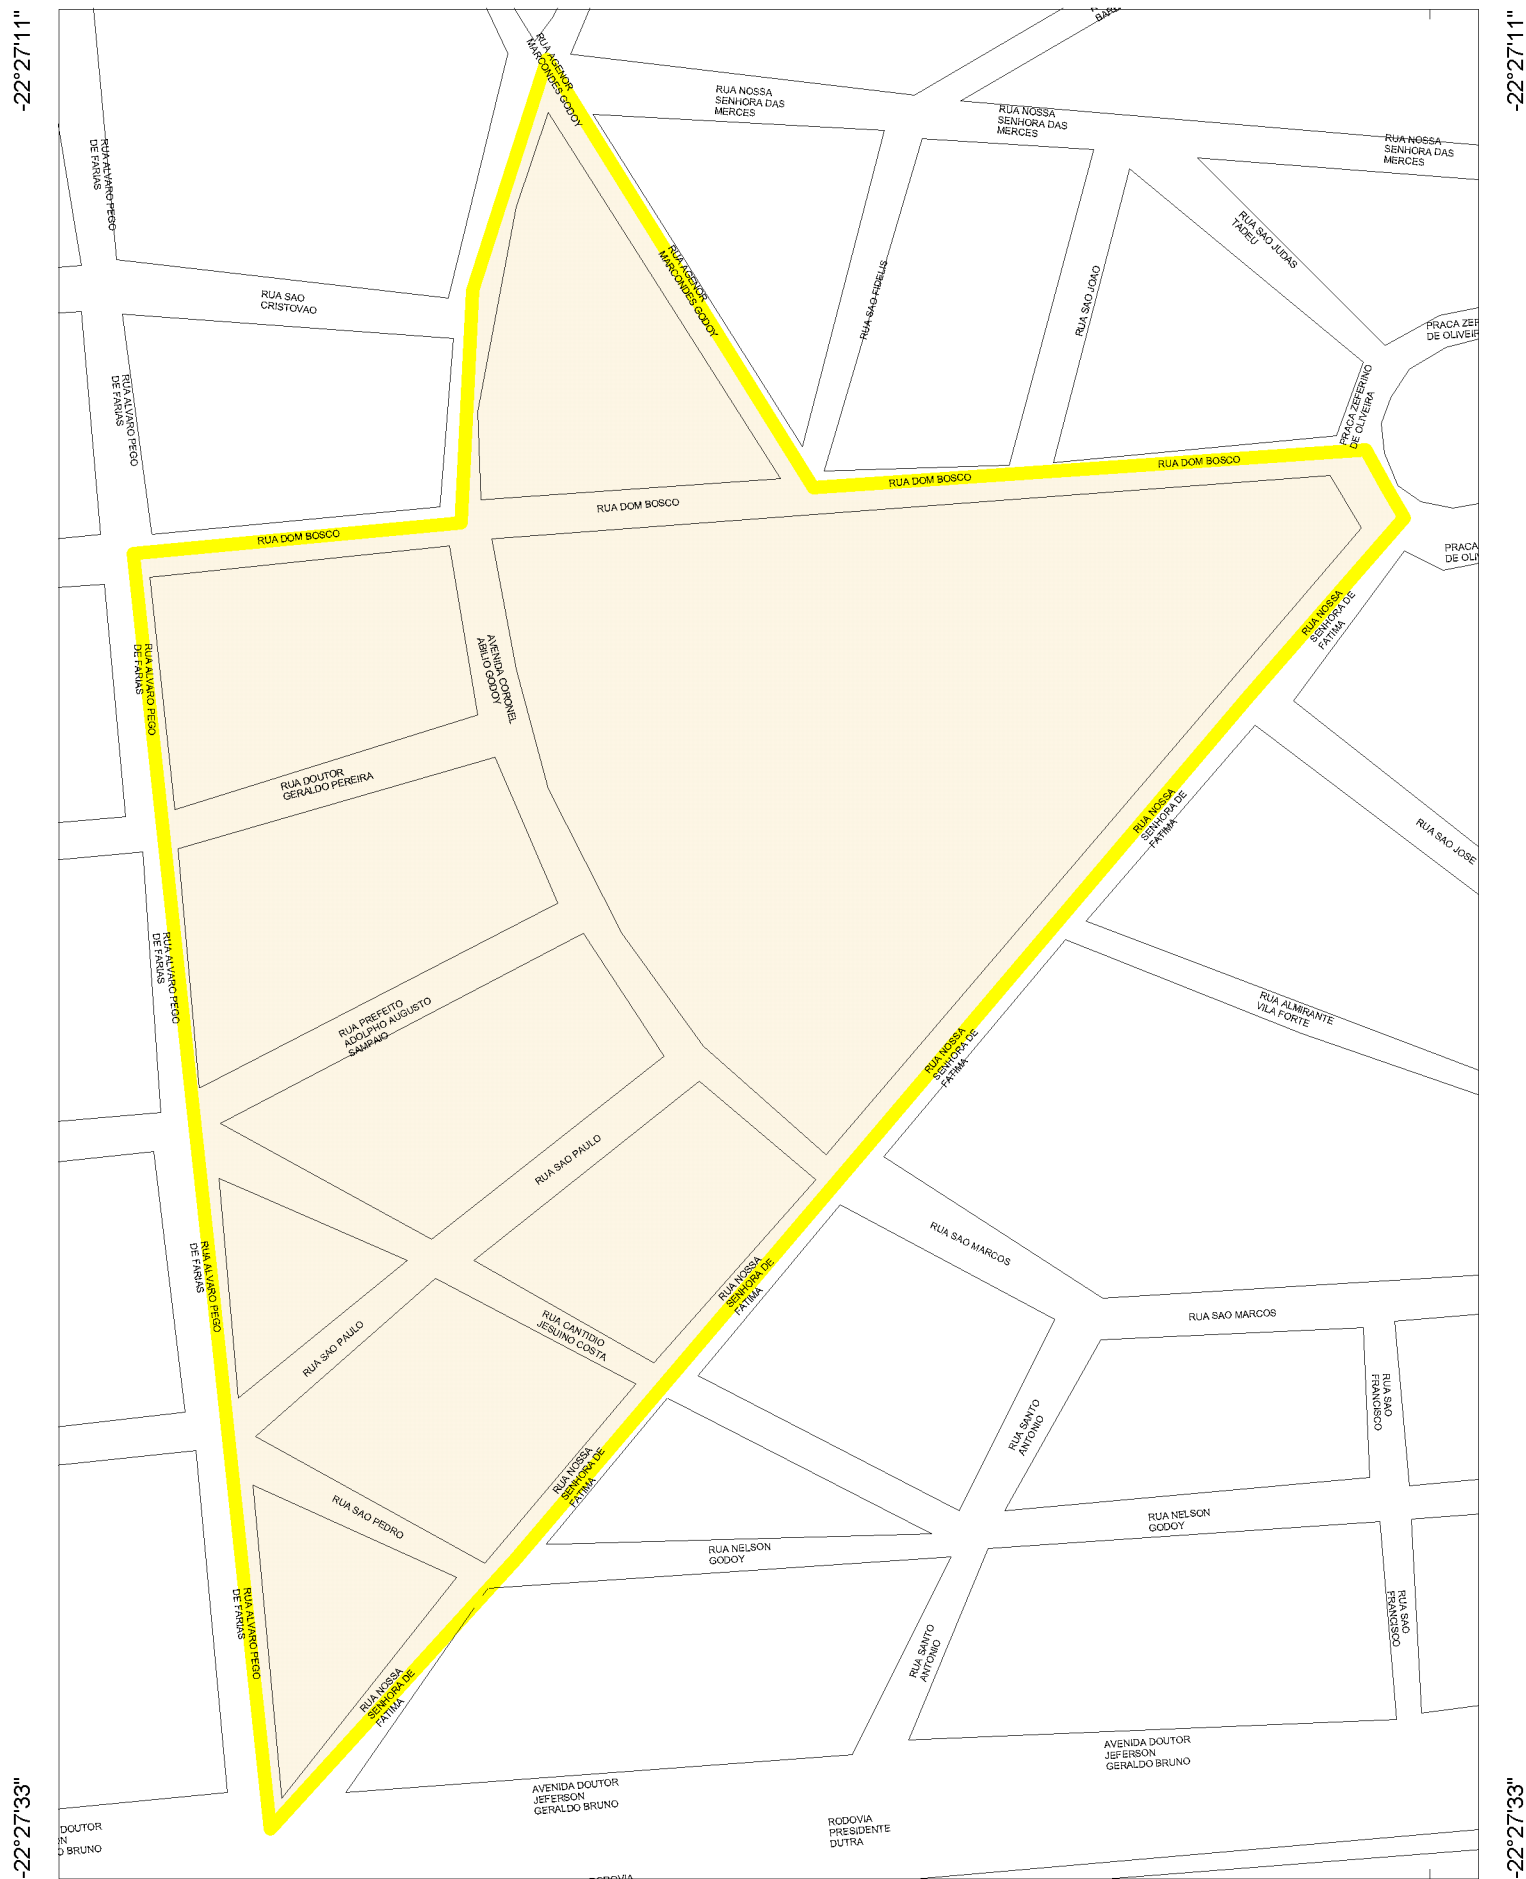 -22°27'11"
-22°27'11"
RUA AGENOR
MARCONDES GODOY
RUA NOSSA
SENHORA DAS
MERCES
RUA NOSSA
SENHORA DAS
MERCES
RUA NOSSA
SENHORA DAS
MERCES
RUA ALVARO PEGO
DE FARIAS
RUA SAO JUDAS
TADEU
RUA SAO
CRISTOVAO
RUA AGENOR
MARCONDES GODOY
RUA SAO FIDELIS
RUA SAO JOAO
PRACA ZEF
DE OLIVEIR
RUA ALVARO PEGO
DE FARIAS
PRACA ZEFERINO
DE OLIVEIRA
RUA DOM BOSCO
RUA DOM BOSCO
RUA DOM BOSCO
RUA DOM BOSCO
PRACA
DE OLI
RUA NOSSA
SENHORA DE
FATIMA
RUA ALVARO PEGO
DE FARIAS
AVENIDA CORONEL
ABILIO GODOY
RUA DOUTOR
GERALDO PEREIRA
RUA NOSSA
SENHORA DE
FATIMA
RUA SAO JOSE
RUA ALVARO PEGO
DE FARIAS
RUA PREFEITO
ADOLPHO AUGUSTO
SAMPAIO
RUA ALMIRANTE
VILA FORTE
RUA NOSSA
SENHORA DE
FATIMA
RUA SAO PAULO
RUA SAO MARCOS
RUA ALVARO PEGO
DE FARIAS
RUA NOSSA
SENHORA DE
FATIMA
RUA SAO MARCOS
RUA CANTIDIO
JESUINO COSTA
RUA SAO PAULO
RUA SAO
FRANCISCO
RUA SANTO
ANTONIO
RUA NOSSA
SENHORA DE
FATIMA
RUA SAO PEDRO
RUA NELSON
GODOY
RUA NELSON
GODOY
RUA ALVARO PEGO
DE FARIAS
RUA SAO
FRANCISCO
RUA SANTO
ANTONIO
RUA NOSSA
SENHORA DE
FATIMA
AVENIDA DOUTOR
JEFERSON
GERALDO BRUNO
AVENIDA DOUTOR
JEFERSON
GERALDO BRUNO
DOUTOR
N
O BRUNO
RODOVIA
PRESIDENTE
DUTRA
-22°27'33"
-22°27'33"